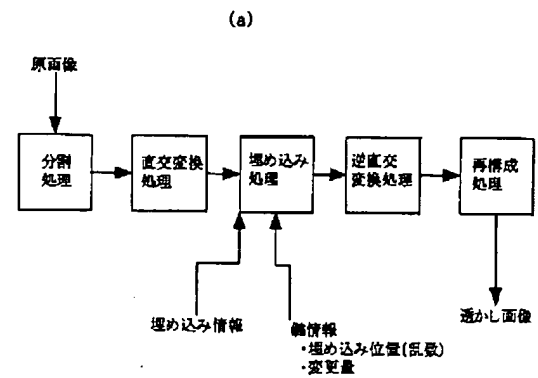 (a)
原画像
分割
処理
直交変換
処理
埋め込み
処理
逆直交
変換処理
再構成
処理
埋め込み情報
鍵情報
・埋め込み位置(乱数)
・変更量
透かし画像